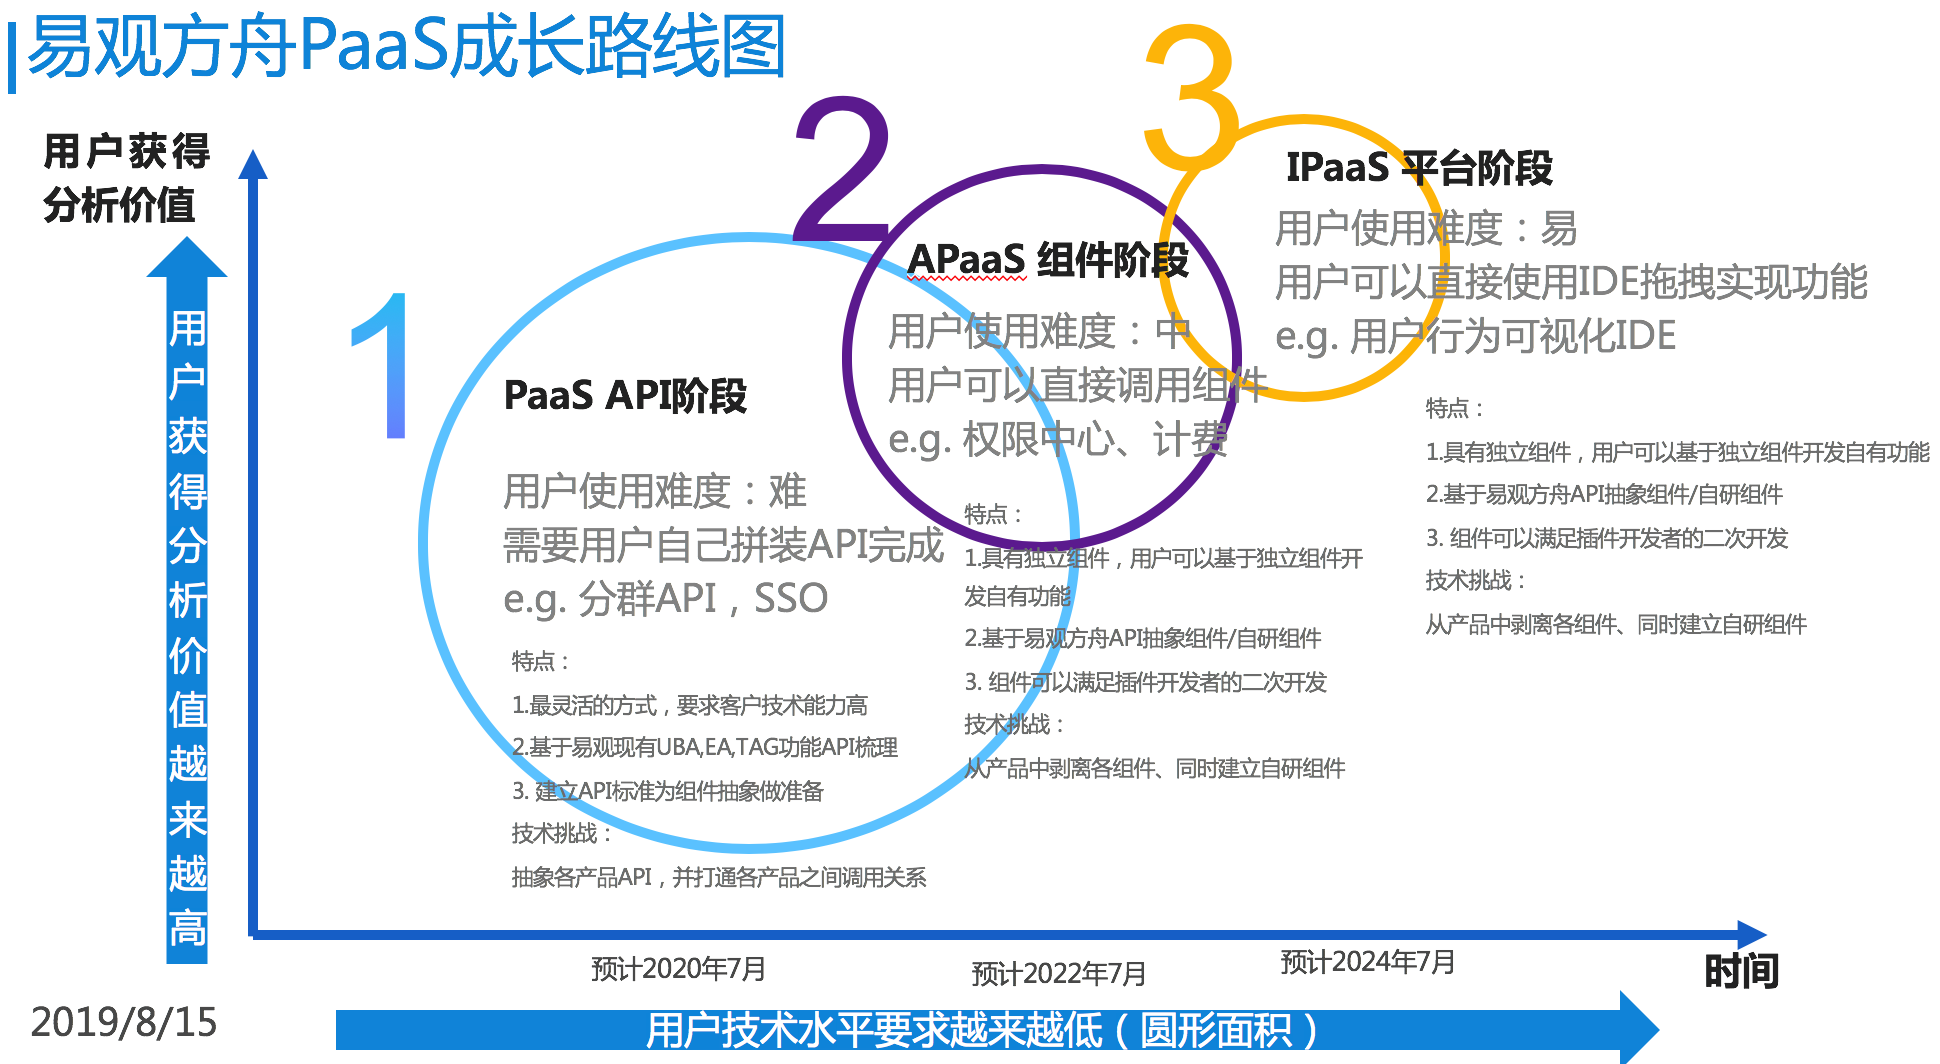 易观方舟PaaS成长路线图
用户获得
分析价值
用户获得分析价值越来越高
1
PaaS API阶段
用户使用难度：难
需要用户自己拼装API完成
e.g. 分群API，SSO
特点：
1.最灵活的方式，要求客户技术能力高
2.基于易观现有UBA,EA,TAG功能API梳理
3. 建立API标准为组件抽象做准备
技术挑战：
抽象各产品API，并打通各产品之间调用关系
2
APaaS 组件阶段
用户使用难度：中
用户可以直接调用组件
e.g. 权限中心、计费
特点：
1.具有独立组件，用户可以基于独立组件开
发自有功能
2.基于易观方舟API抽象组件/自研组件
3. 组件可以满足插件开发者的二次开发
技术挑战：
从产品中剥离各组件、同时建立自研组件
3
IPaaS 平台阶段
用户使用难度：易
用户可以直接使用IDE拖拽实现功能
e.g. 用户行为可视化IDE
特点：
1.具有独立组件，用户可以基于独立组件开发自有功能
2.基于易观方舟API抽象组件/自研组件
3. 组件可以满足插件开发者的二次开发
技术挑战：
从产品中剥离各组件、同时建立自研组件
预计2020年7月
预计2022年7月
预计2024年7月
时间
2019/8/15
用户技术水平要求越来越低（圆形面积）